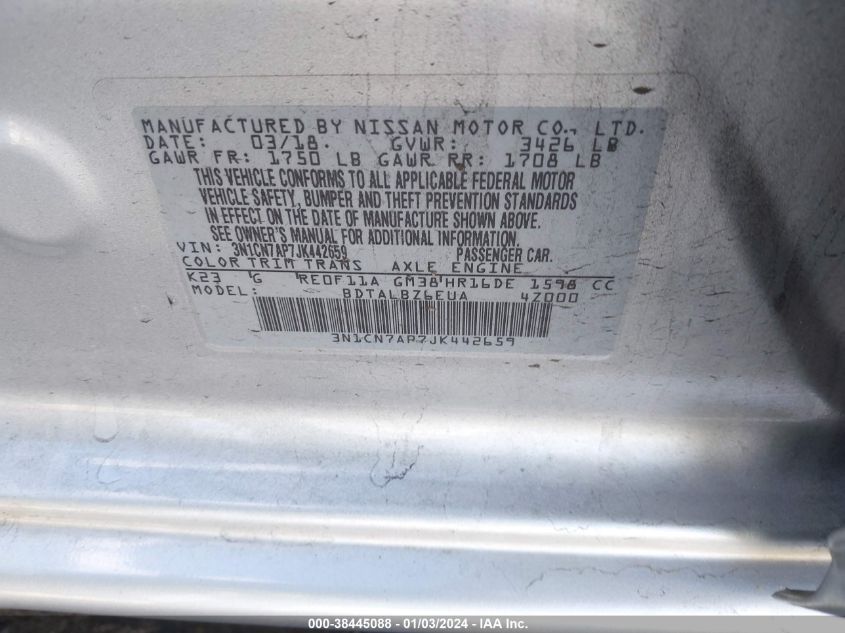 MANUFACTURED BY NISSAN MOTOR CO., LTD.
DATE: 03/18. GVWR: 3426 LB
GAWR FR: 1750 LB GAWR RR: 1708 LB
THIS VEHICLE CONFORMS TO ALL APPLICABLE FEDERAL MOTOR
VEHICLE SAFETY, BUMPER AND THEFT PREVENTION STANDARDS
IN EFFECT ON THE DATE OF MANUFACTURE SHOWN ABOVE.
SEE OWNER'S MANUAL FOR ADDITIONAL INFORMATION.
VIN: 3N1CN7AP7JK442659 PASSENGER CAR.
COLOR TRIM TRANS AXLE ENGINE
K23 G RE0F11A GM38 HR16DE 1598 CC
MODEL: BDTALBZ6EUA 4Z000
3N1CN7AP7JK442659
000-38445088 - 01/03/2024 - IAA Inc.